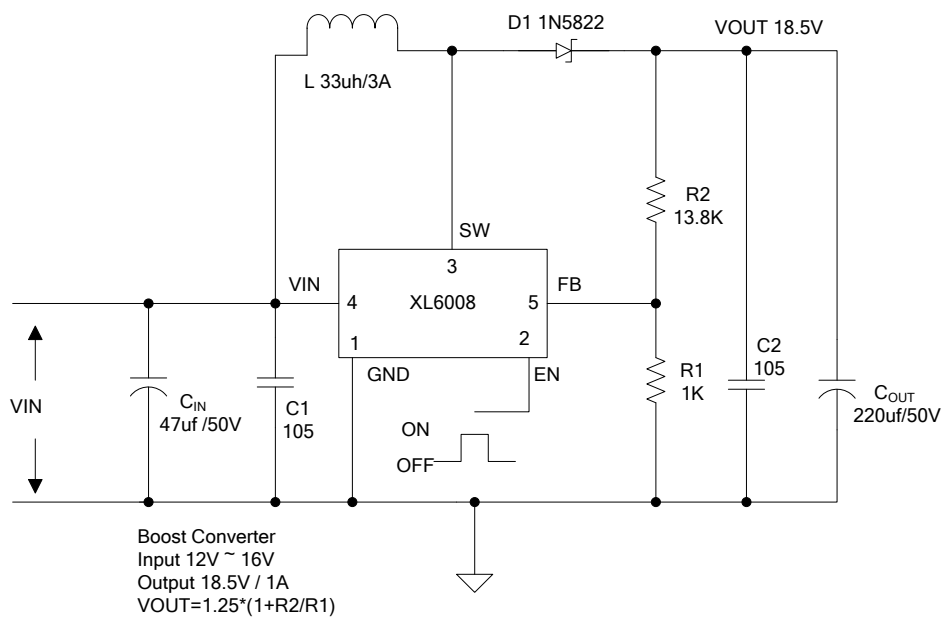 D1 1N5822
VOUT 18.5V
L 33uh/3A
R2
13.8K
SW
3
VIN
FB
4
XL6008
5
1
2
GND
EN
R1
1K
C2
105
VIN
CIN
47uf /50V
C1
105
COUT
220uf/50V
ON
OFF
Boost Converter
Input 12V ~ 16V
Output 18.5V / 1A
VOUT=1.25*(1+R2/R1)